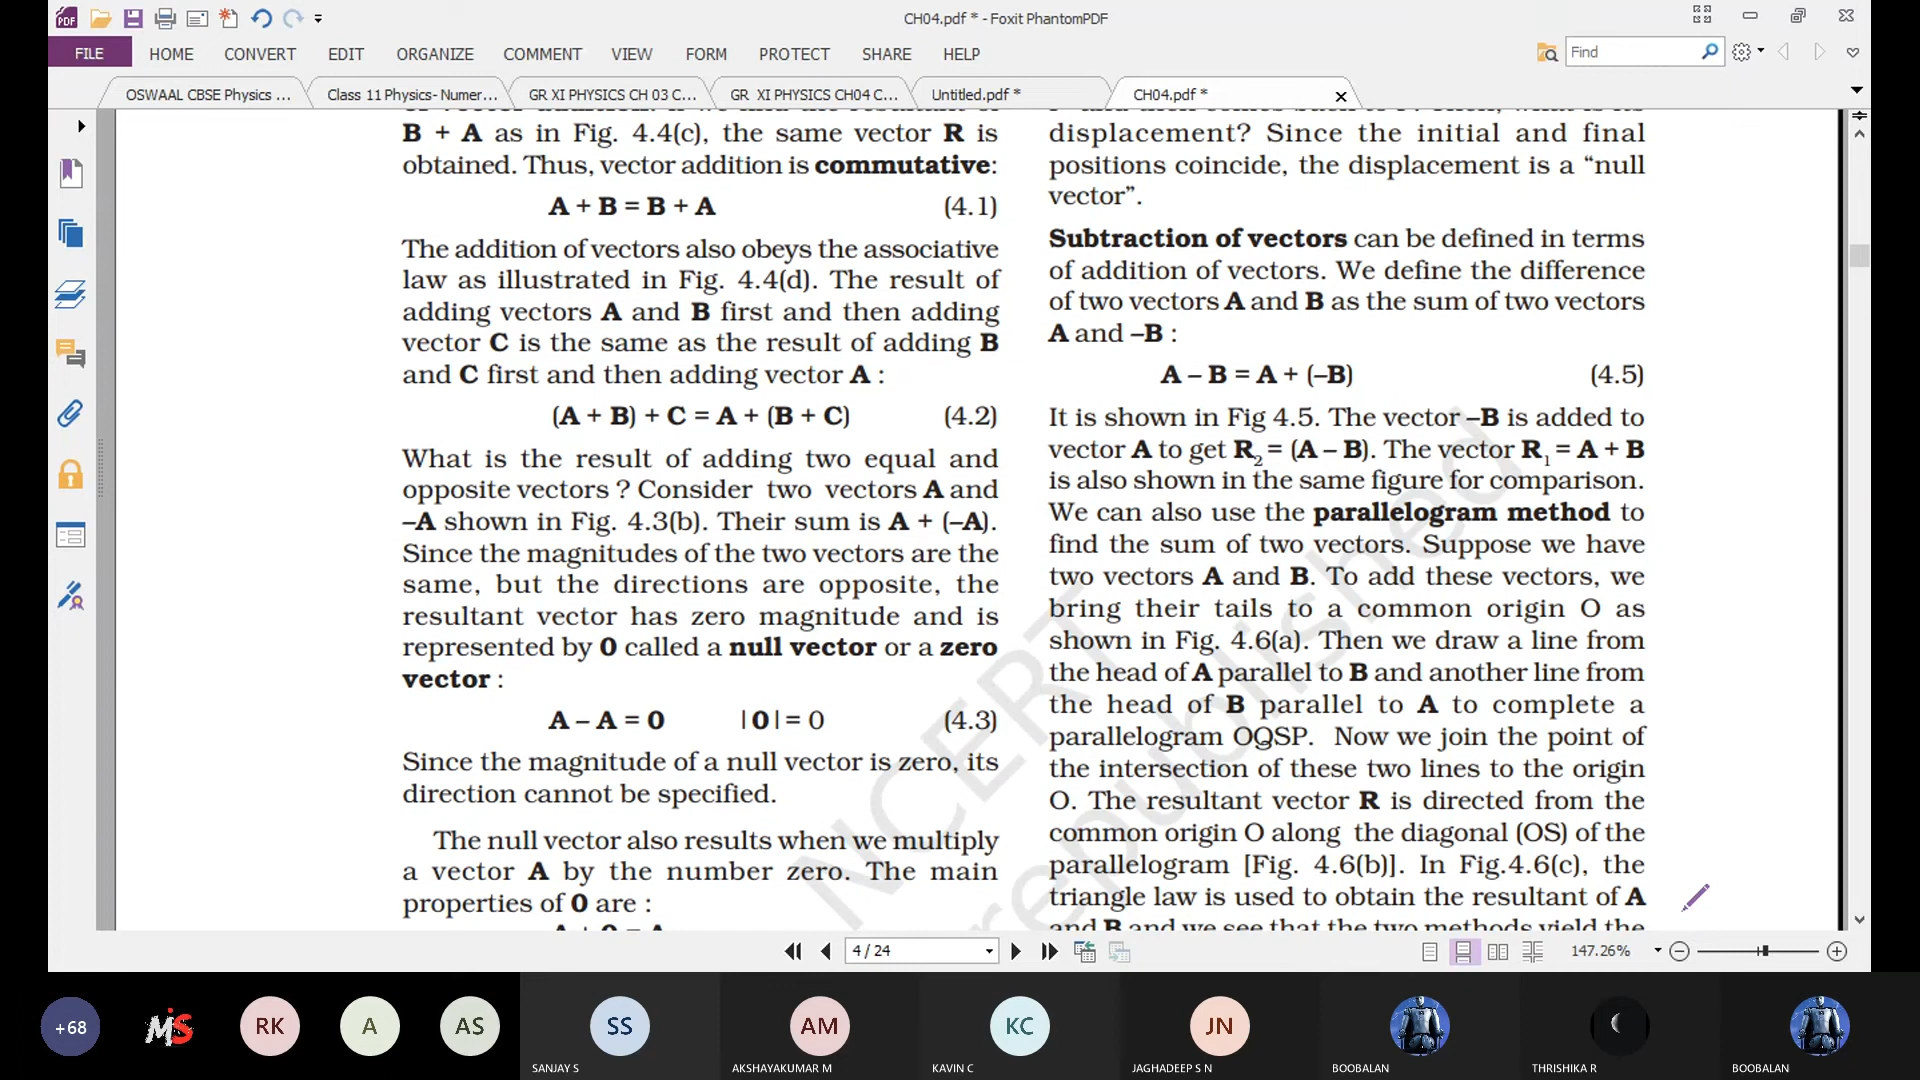 CH04.pdf * - Foxit PhantomPDF
FILE HOME CONVERT EDIT ORGANIZE COMMENT VIEW FORM PROTECT SHARE HELP
Find
OSWAAL CBSE Physics ...
Class 11 Physics- Numer...
GR XI PHYSICS CH 03 C...
GR XI PHYSICS CH04 C...
Untitled.pdf *
CH04.pdf *
B + A as in Fig. 4.4(c), the same vector R is
obtained. Thus, vector addition is commutative:
A + B = B + A (4.1)
The addition of vectors also obeys the associative
law as illustrated in Fig. 4.4(d). The result of
adding vectors A and B first and then adding
vector C is the same as the result of adding B
and C first and then adding vector A :
(A + B) + C = A + (B + C) (4.2)
What is the result of adding two equal and
opposite vectors ? Consider two vectors A and
–A shown in Fig. 4.3(b). Their sum is A + (–A).
Since the magnitudes of the two vectors are the
same, but the directions are opposite, the
resultant vector has zero magnitude and is
represented by 0 called a null vector or a zero
vector :
A – A = 0 |0| = 0 (4.3)
Since the magnitude of a null vector is zero, its
direction cannot be specified.
The null vector also results when we multiply
a vector A by the number zero. The main
properties of 0 are :
A + 0 = A
displacement? Since the initial and final
positions coincide, the displacement is a “null
vector”.
Subtraction of vectors can be defined in terms
of addition of vectors. We define the difference
of two vectors A and B as the sum of two vectors
A and –B :
A – B = A + (–B) (4.5)
It is shown in Fig 4.5. The vector –B is added to
vector A to get R₂ = (A – B). The vector R₁ = A + B
is also shown in the same figure for comparison.
We can also use the parallelogram method to
find the sum of two vectors. Suppose we have
two vectors A and B. To add these vectors, we
bring their tails to a common origin O as
shown in Fig. 4.6(a). Then we draw a line from
the head of A parallel to B and another line from
the head of B parallel to A to complete a
parallelogram OQSP. Now we join the point of
the intersection of these two lines to the origin
O. The resultant vector R is directed from the
common origin O along the diagonal (OS) of the
parallelogram [Fig. 4.6(b)]. In Fig.4.6(c), the
triangle law is used to obtain the resultant of A
and B and we see that the two methods yield the
NCERT
republished
4 / 24
147.26%
+68
MS
RK
A
AS
SS
AM
KC
JN
SANJAY S
AKSHAYAKUMAR M
KAVIN C
JAGHADEEP S N
BOOBALAN
THRISHIKA R
BOOBALAN